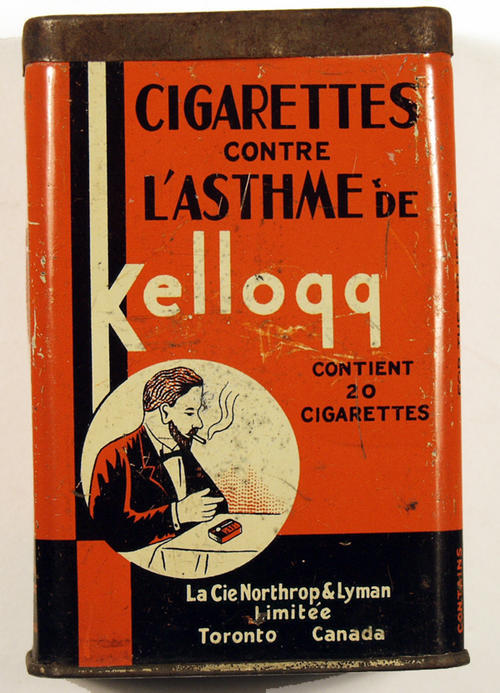 CIGARETTES
CONTRE
L'ASTHME DE
Kellogg
CONTIENT
20
CIGARETTES
La Cie Northrop & Lyman
Limitée
Toronto Canada
CONTAINS